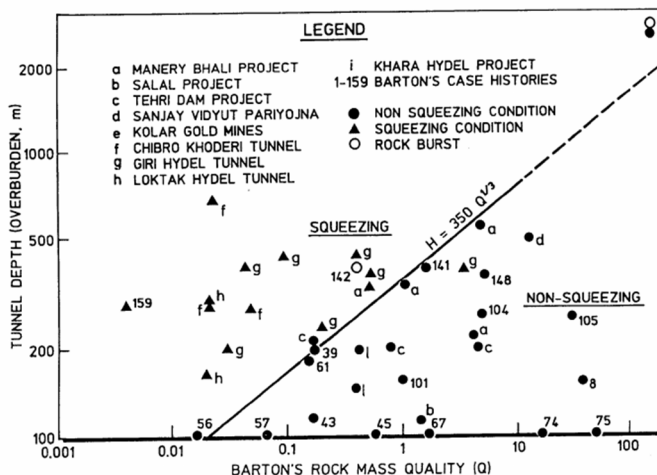 LEGEND
a MANERY BHALI PROJECT
b SALAL PROJECT
c TEHRI DAM PROJECT
d SANJAY VIDYUT PARIYOJNA
e KOLAR GOLD MINES
f CHIBRO KHODERI TUNNEL
g GIRI HYDEL TUNNEL
h LOKTAK HYDEL TUNNEL
i KHARA HYDEL PROJECT
1-159 BARTON'S CASE HISTORIES
● NON SQUEEZING CONDITION
▲ SQUEEZING CONDITION
○ ROCK BURST
TUNNEL DEPTH (OVERBURDEN, m)
2000
1000
500
200
100
H = 350 Q^1/3
SQUEEZING
NON-SQUEEZING
f
a
d
g
g
g
142
g
141
g
148
a
a
159
h
f
f
104
105
g
c
39
a
g
61
i
c
c
h
i
101
8
43
b
56
57
45
67
74
75
0.001
0.01
0.1
1
10
100
BARTON'S ROCK MASS QUALITY (Q)